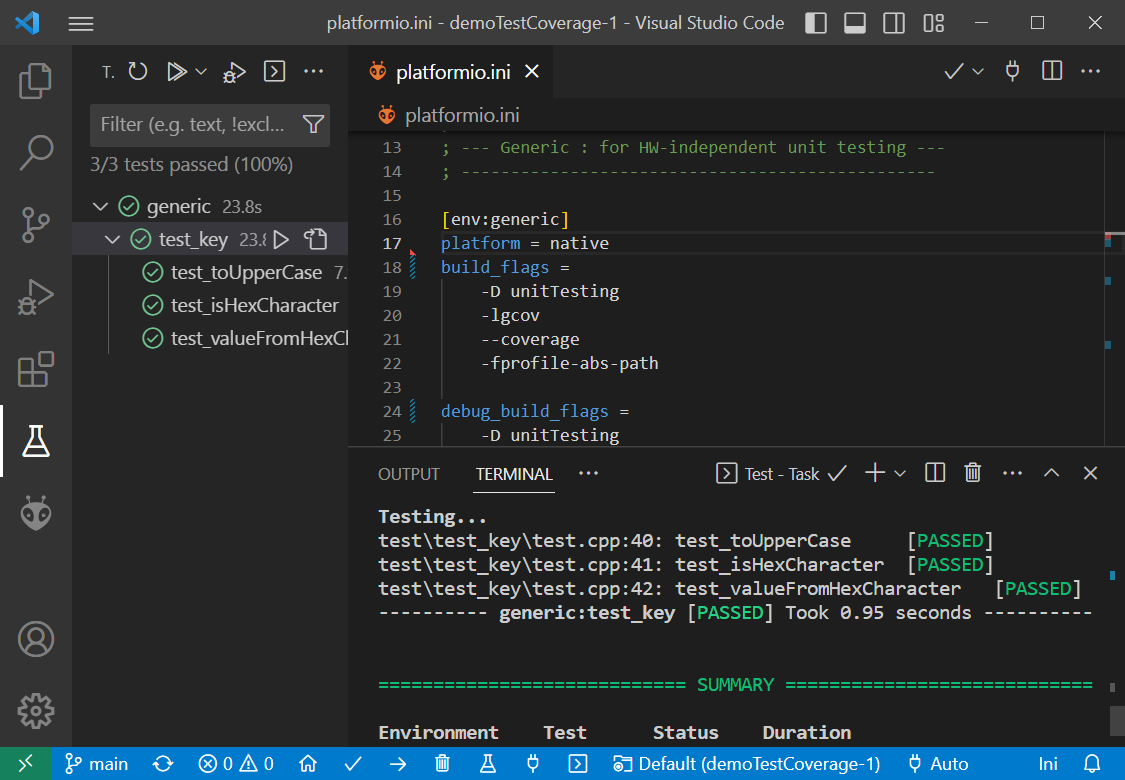 platformio.ini - demoTestCoverage-1 - Visual Studio Code
T.
platformio.ini
Filter (e.g. text, !excl...
platformio.ini
3/3 tests passed (100%)
generic 23.8s
test_key 23.8
test_toUpperCase 7.
test_isHexCharacter
test_valueFromHexCl
13 ; --- Generic : for HW-independent unit testing ---
14 ; ------------------------------------------------
15
16 [env:generic]
17 platform = native
18 build_flags =
19 -D unitTesting
20 -lgcov
21 --coverage
22 -fprofile-abs-path
23
24 debug_build_flags =
25 -D unitTesting
OUTPUT TERMINAL Test - Task
Testing...
test\test_key\test.cpp:40: test_toUpperCase [PASSED]
test\test_key\test.cpp:41: test_isHexCharacter [PASSED]
test\test_key\test.cpp:42: test_valueFromHexCharacter [PASSED]
---------- generic:test_key [PASSED] Took 0.95 seconds ----------
============================ SUMMARY ============================
Environment Test Status Duration
main 0 0 Default (demoTestCoverage-1) Auto Ini